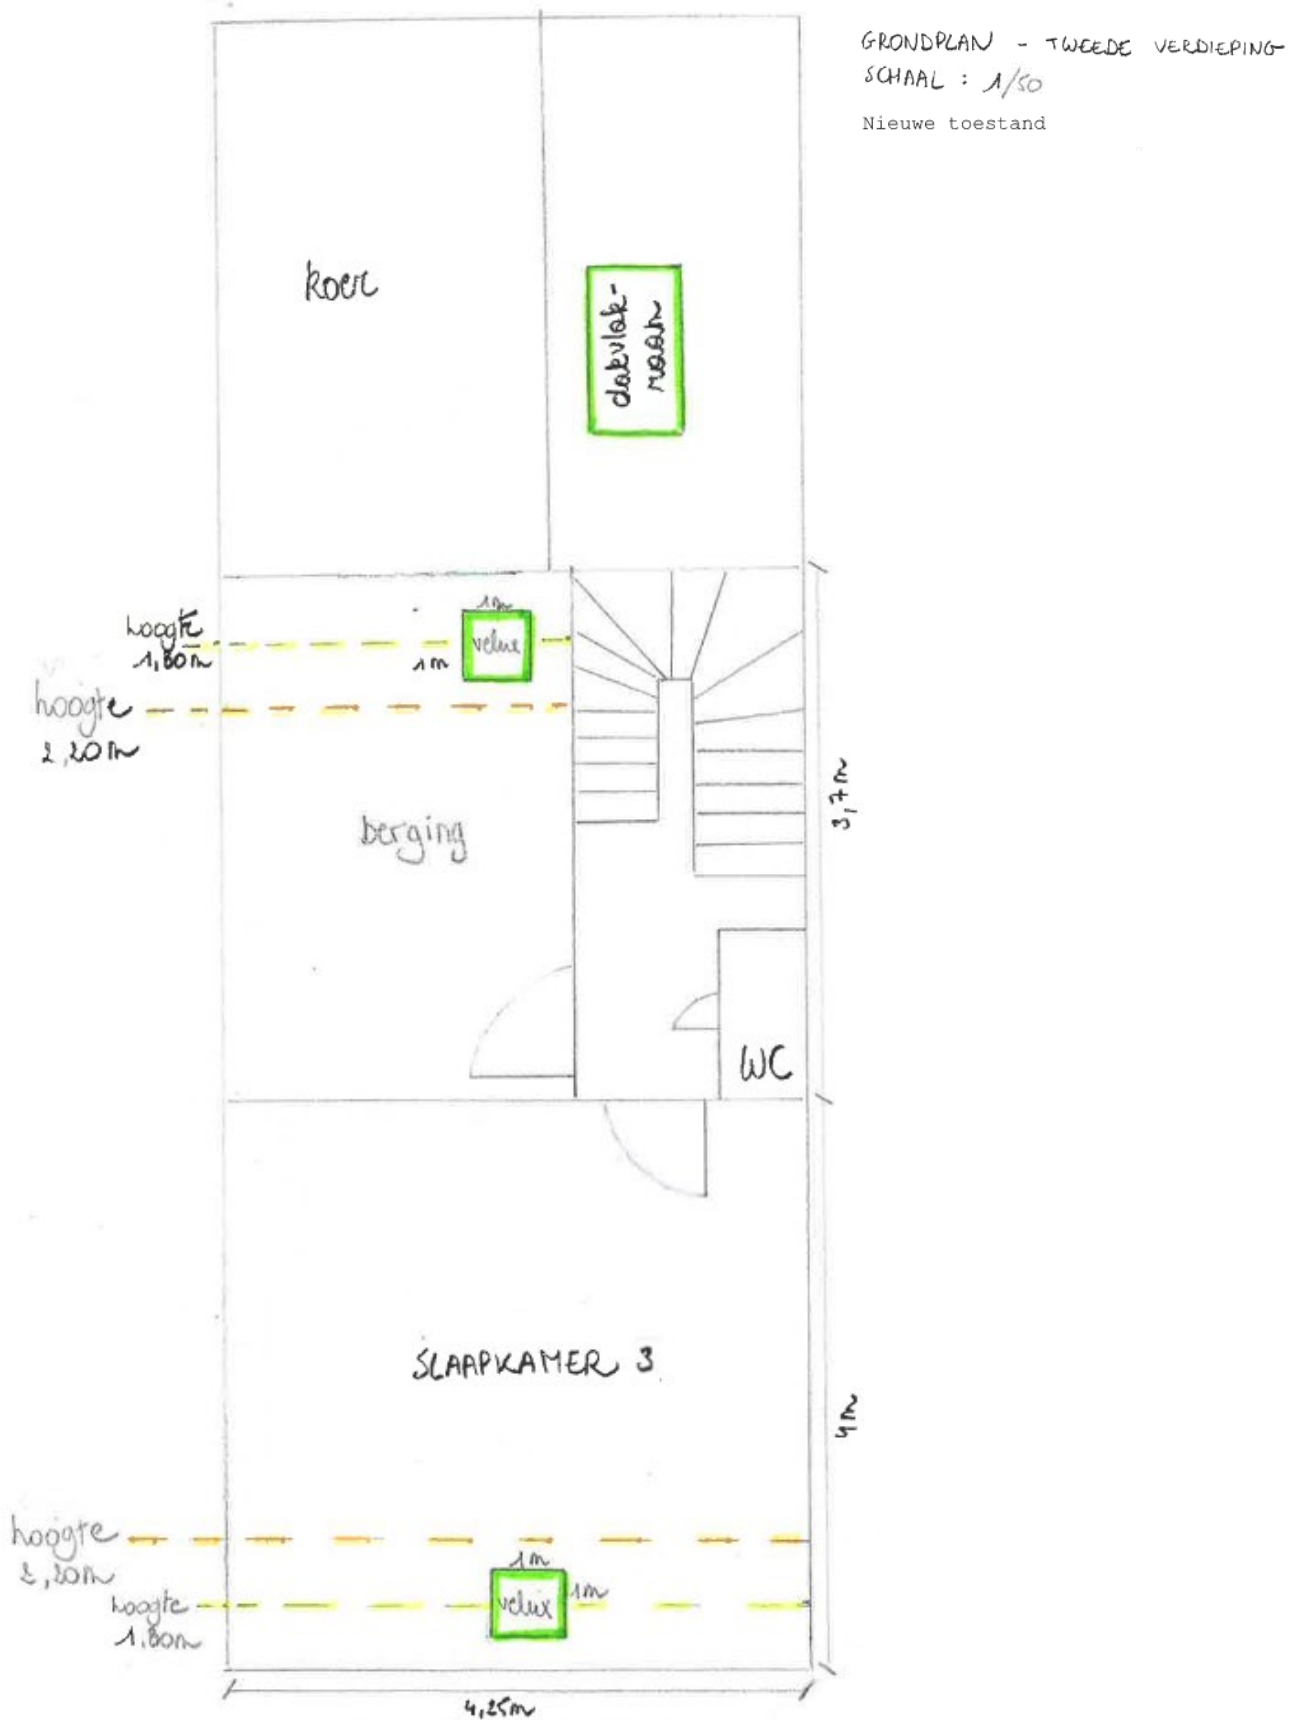 GRONDPLAN - TWEEDE VERDIEPING
SCHAAL : 1/50
Nieuwe toestand
koer
dakvlak-
raam
hoogte
1,80m
1m
velux
1m
hoogte
2,20m
berging
3,7m
WC
SLAAPKAMER 3
4m
hoogte
2,20m
1m
velux
1m
hoogte
1,80m
4,25m